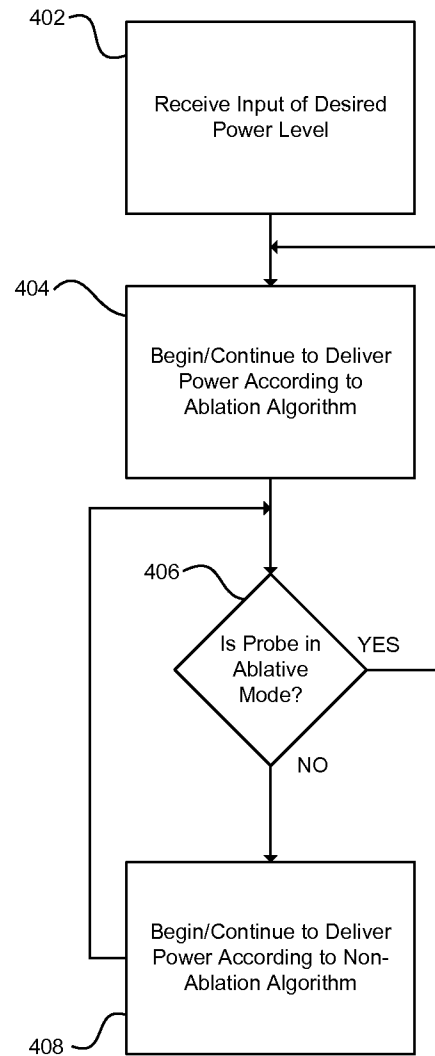 402
Receive Input of Desired
Power Level
404
Begin/Continue to Deliver
Power According to
Ablation Algorithm
406
Is Probe in
Ablative
Mode?
YES
NO
Begin/Continue to Deliver
Power According to Non-
Ablation Algorithm
408